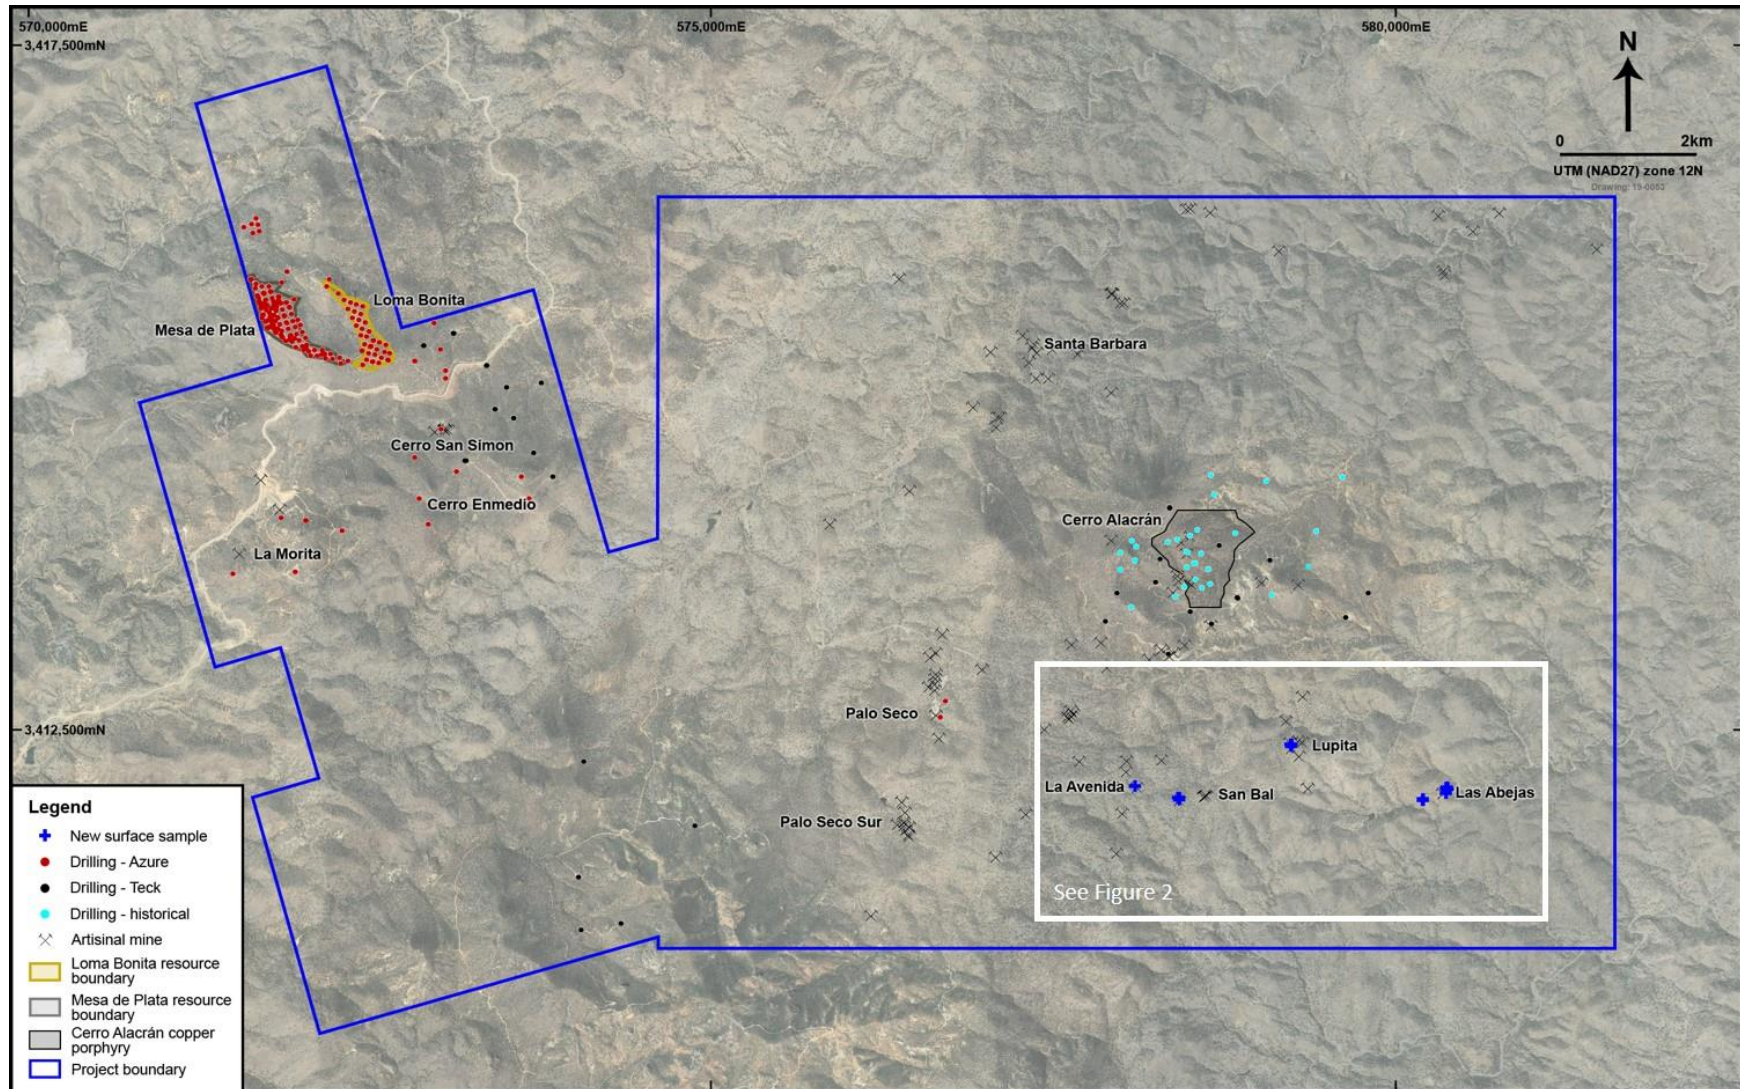 570,000mE
575,000mE
580,000mE
3,417,500mN
N
0 2km
UTM (NAD27) zone 12N
Drawing: 19-0053
Loma Bonita
Mesa de Plata
Santa Barbara
Cerro San Simon
Cerro Enmedio
Cerro Alacrán
La Morita
Palo Seco
3,412,500mN
Lupita
La Avenida
San Bal
Las Abejas
Palo Seco Sur
See Figure 2
Legend
New surface sample
Drilling - Azure
Drilling - Teck
Drilling - historical
Artisinal mine
Loma Bonita resource
boundary
Mesa de Plata resource
boundary
Cerro Alacrán copper
porphyry
Project boundary